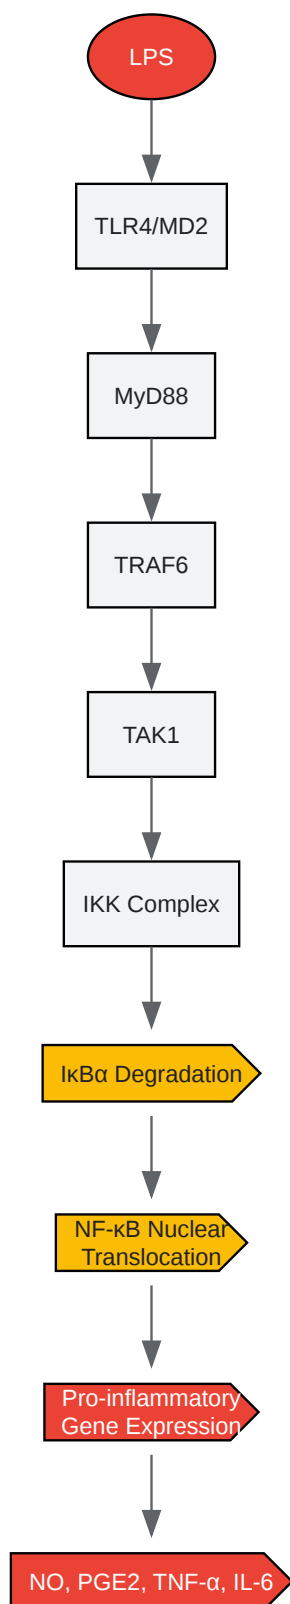 LPS
TLR4/MD2
MyD88
TRAF6
TAK1
IKK Complex
IκBα Degradation
NF-κB Nuclear
Translocation
Pro-inflammatory
Gene Expression
NO, PGE2, TNF-α, IL-6